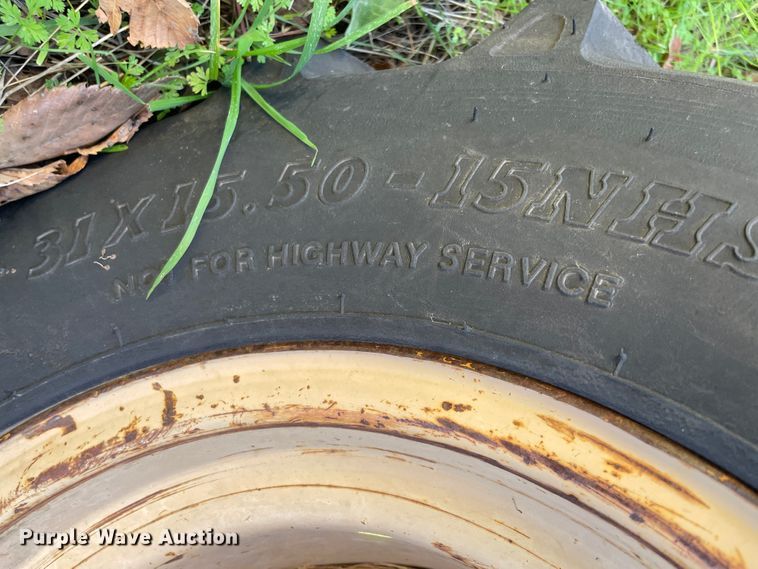 31X15.50-15NHS
NOT FOR HIGHWAY SERVICE
Purple Wave Auction